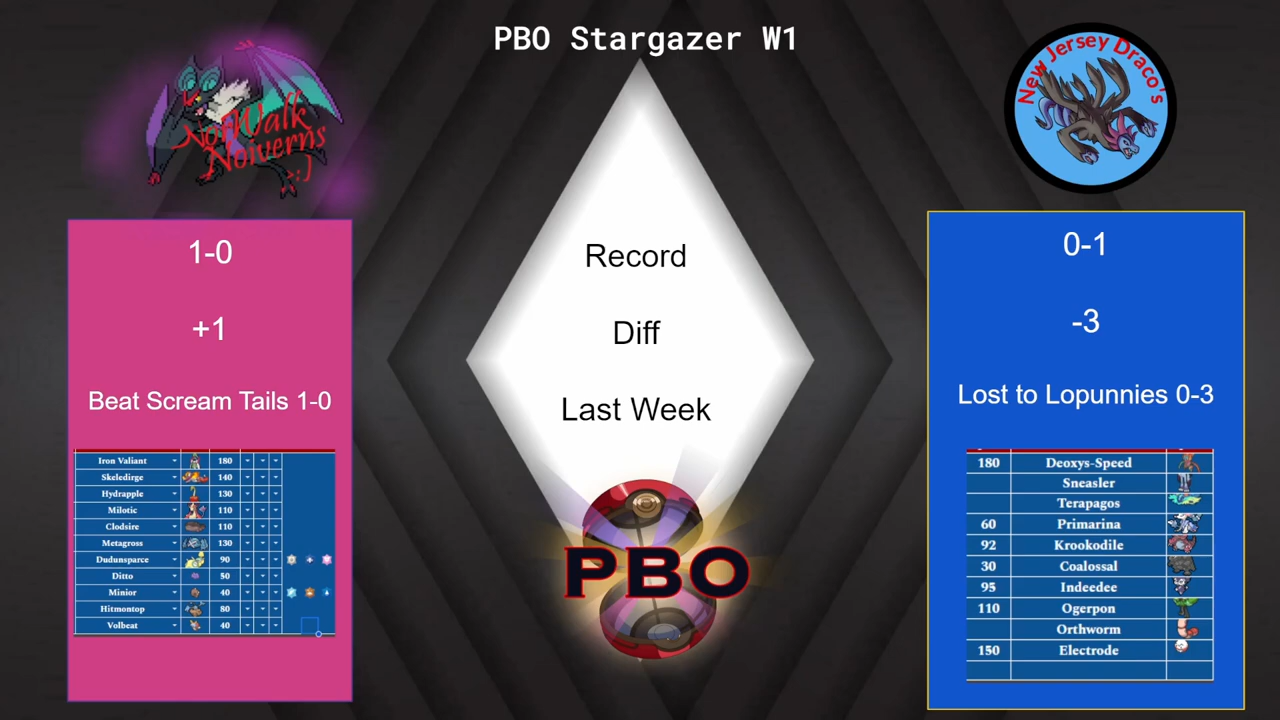 PBO Stargazer W1
NorWalk
Noiverns
>:]
New Jersey Draco's
1-0
+1
Beat Scream Tails 1-0
Iron Valiant 180
Skeledirge 140
Hydrapple 130
Milotic 110
Clodsire 110
Metagross 130
Dudunsparce 90
Ditto 50
Minior 40
Hitmontop 80
Volbeat 40
Record
Diff
Last Week
PBO
0-1
-3
Lost to Lopunnies 0-3
180 Deoxys-Speed
Sneasler
Terapagos
60 Primarina
92 Krookodile
30 Coalossal
95 Indeedee
110 Ogerpon
Orthworm
150 Electrode